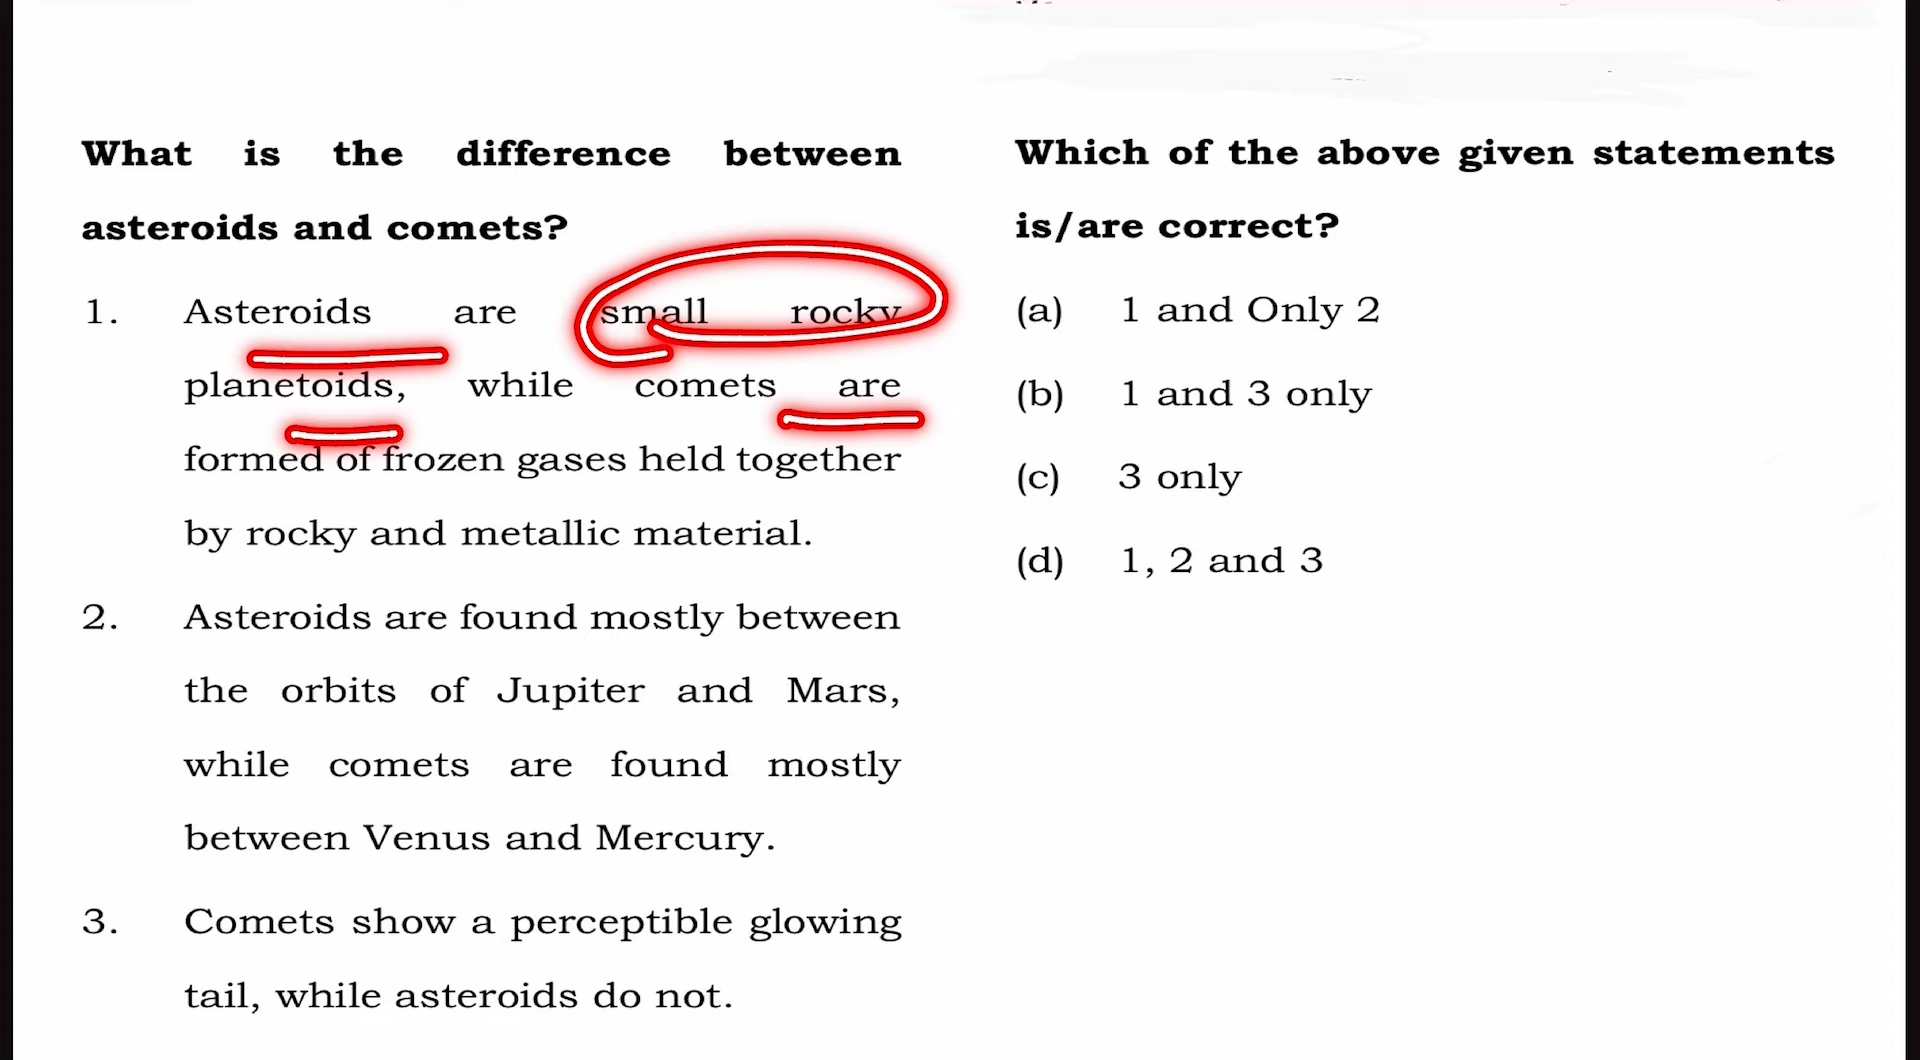 What is the difference between
asteroids and comets?
1. Asteroids are small rocky
planetoids, while comets are
formed of frozen gases held together
by rocky and metallic material.
2. Asteroids are found mostly between
the orbits of Jupiter and Mars,
while comets are found mostly
between Venus and Mercury.
3. Comets show a perceptible glowing
tail, while asteroids do not.
Which of the above given statements
is/are correct?
(a) 1 and Only 2
(b) 1 and 3 only
(c) 3 only
(d) 1, 2 and 3